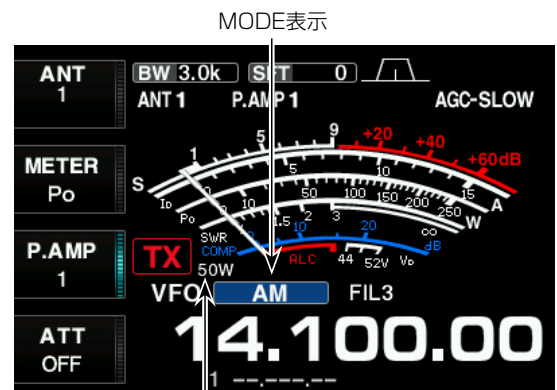 MODE表示
ANT
1
BW 3.0k SFT 0
ANT 1 P.AMP 1 AGC-SLOW
METER
Po
S 1 5 9 +20 +40 +60dB
ID 0 5 10 15 A
Po 0 10 50 100 150 200 250 W
SWR 1 1.5 2 3 ∞
COMP 0 10 20 dB
ALC 44 52V VD
P.AMP
1
TX
50W
VFO AM FIL3
ATT
OFF
14.100.00
1 --.---.--